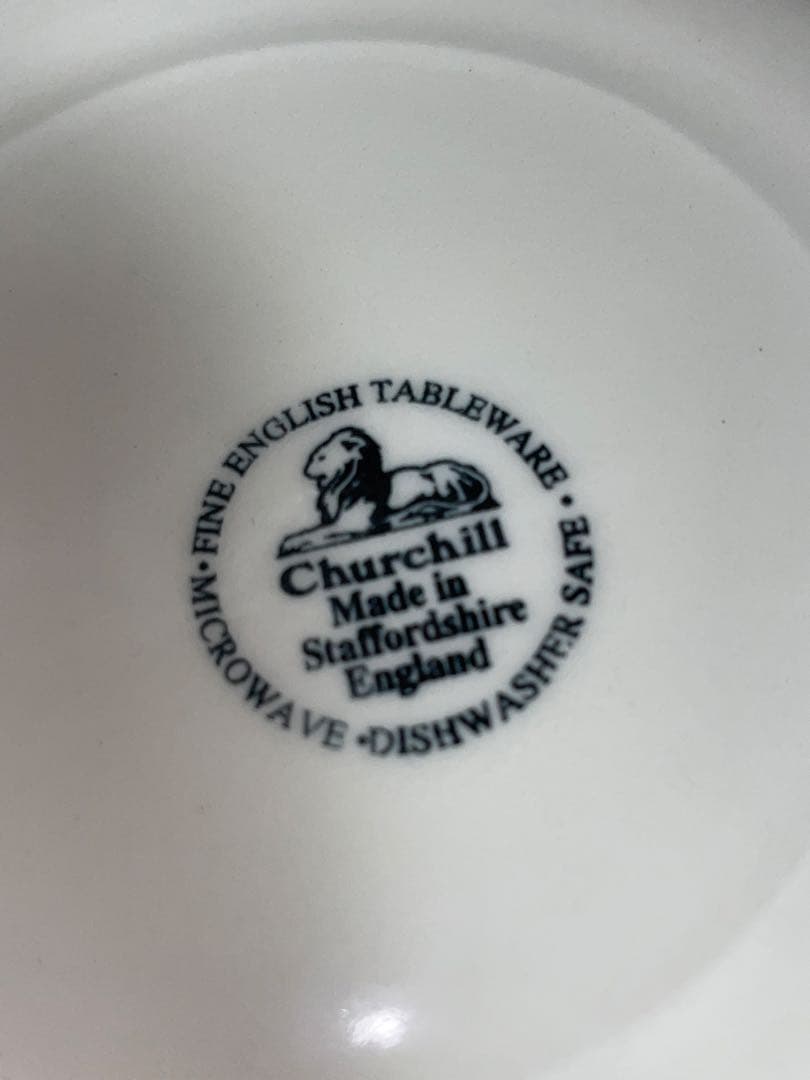 • FINE ENGLISH TABLEWARE •
Churchill
Made in
Staffordshire
England
MICROWAVE • DISHWASHER SAFE